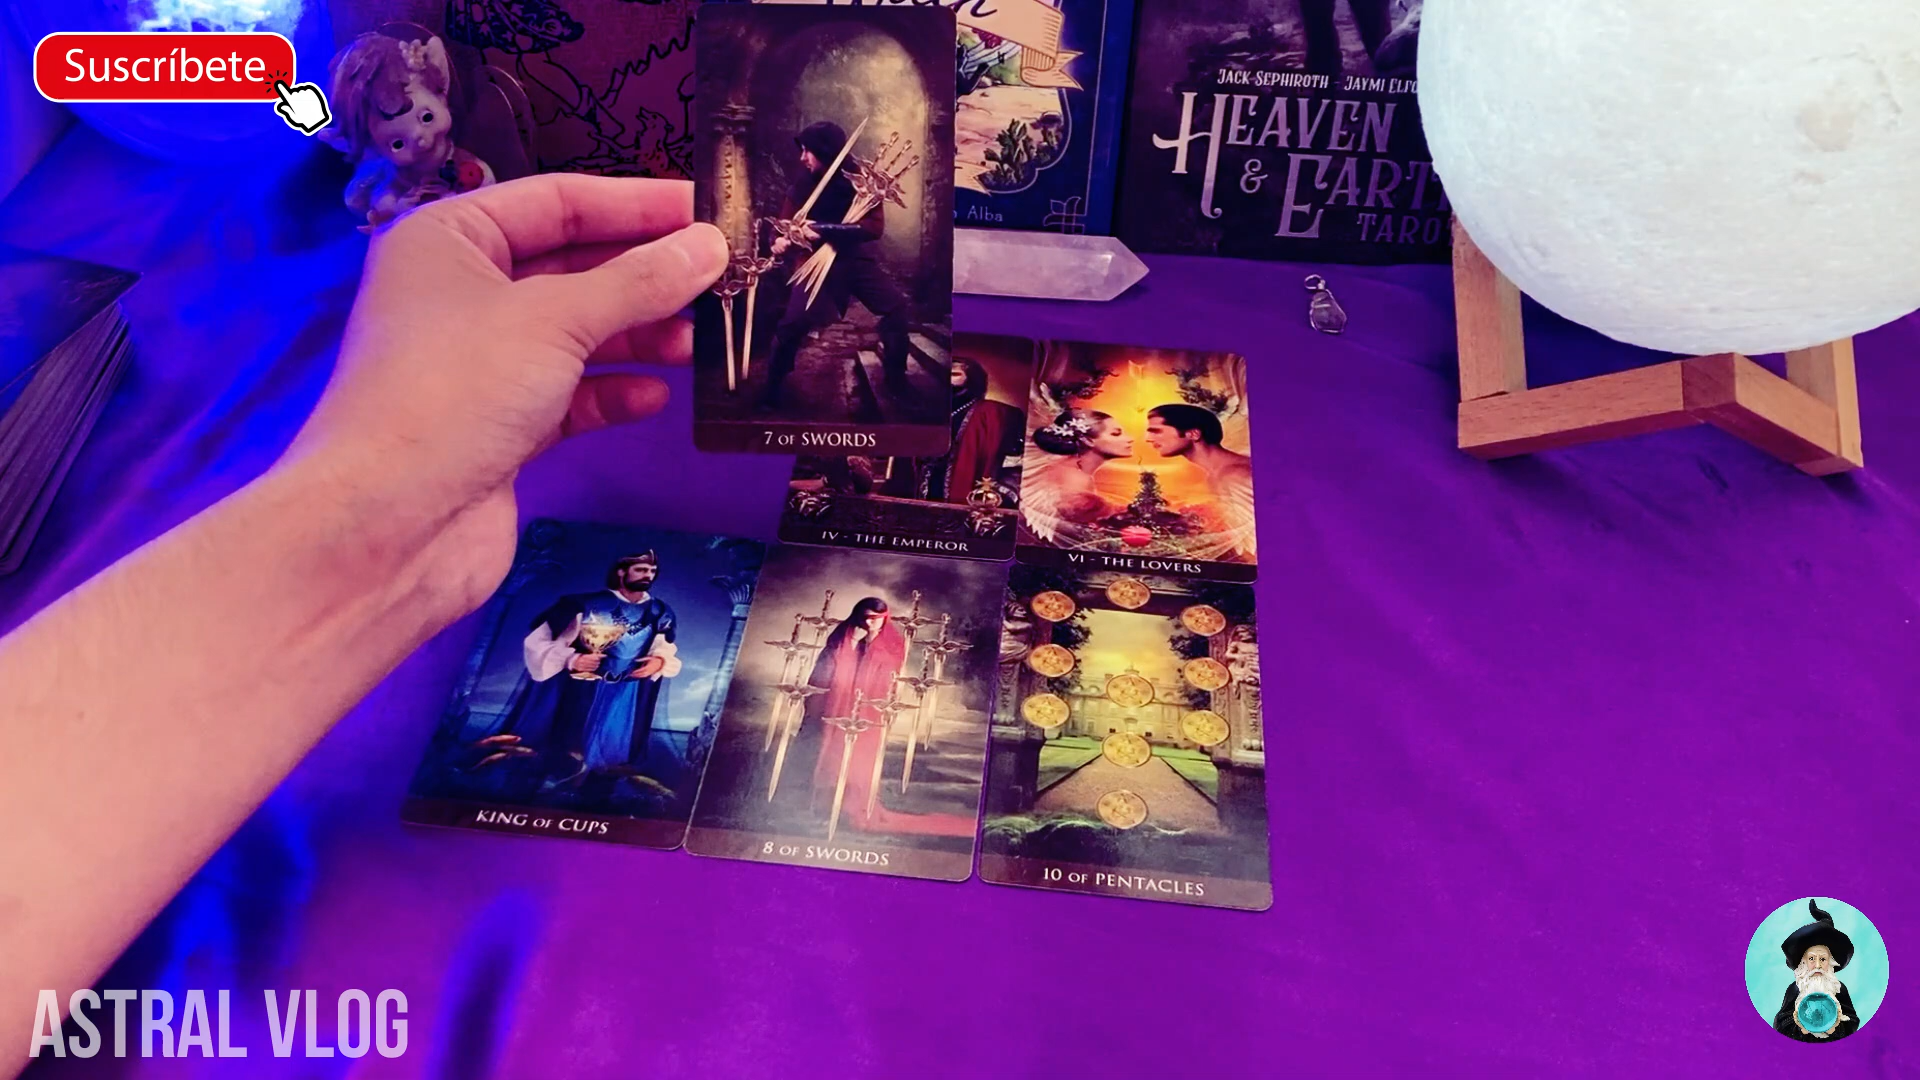 Suscríbete
JACK SEPHIROTH - JAYMI
HEAVEN
&
TAROT
Alba
7 OF SWORDS
IV - THE EMPEROR
VI - THE LOVERS
KING OF CUPS
8 OF SWORDS
10 OF PENTACLES
ASTRAL VLOG